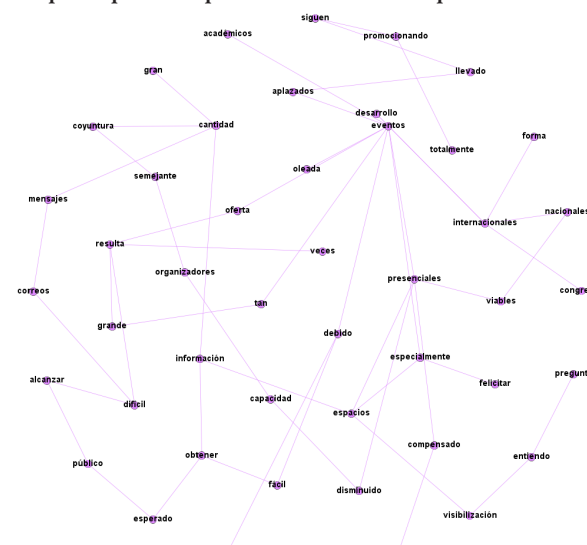 siguen
académicos
promocionando
gran
llevado
aplazados
desarrollo
coyuntura
cantidad
eventos
forma
totalmente
oleada
semejante
mensajes
oferta
nacionales
internacionales
resulta
veces
organizadores
presenciales
correos
congre
tan
viables
grande
debido
información
especialmente
alcanzar
pregunt
felicitar
difícil
capacidad
espacios
compensado
público
obtener
entiendo
fácil
disminuido
esperado
visibilización